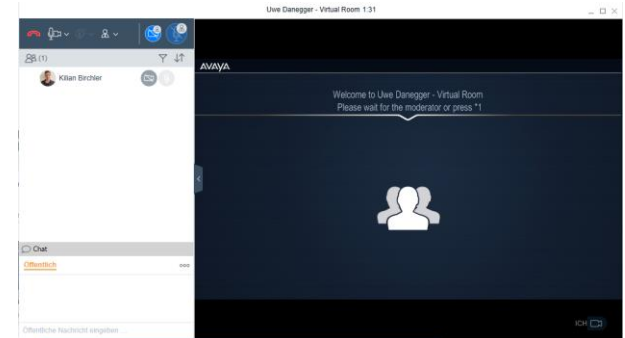 Uwe Danegger - Virtual Room 1:31
(1)
Kilian Birchler
AVAYA
Welcome to Uwe Danegger - Virtual Room
Please wait for the moderator or press *1
Chat
Öffentlich
Öffentliche Nachricht eingeben ...
ICH